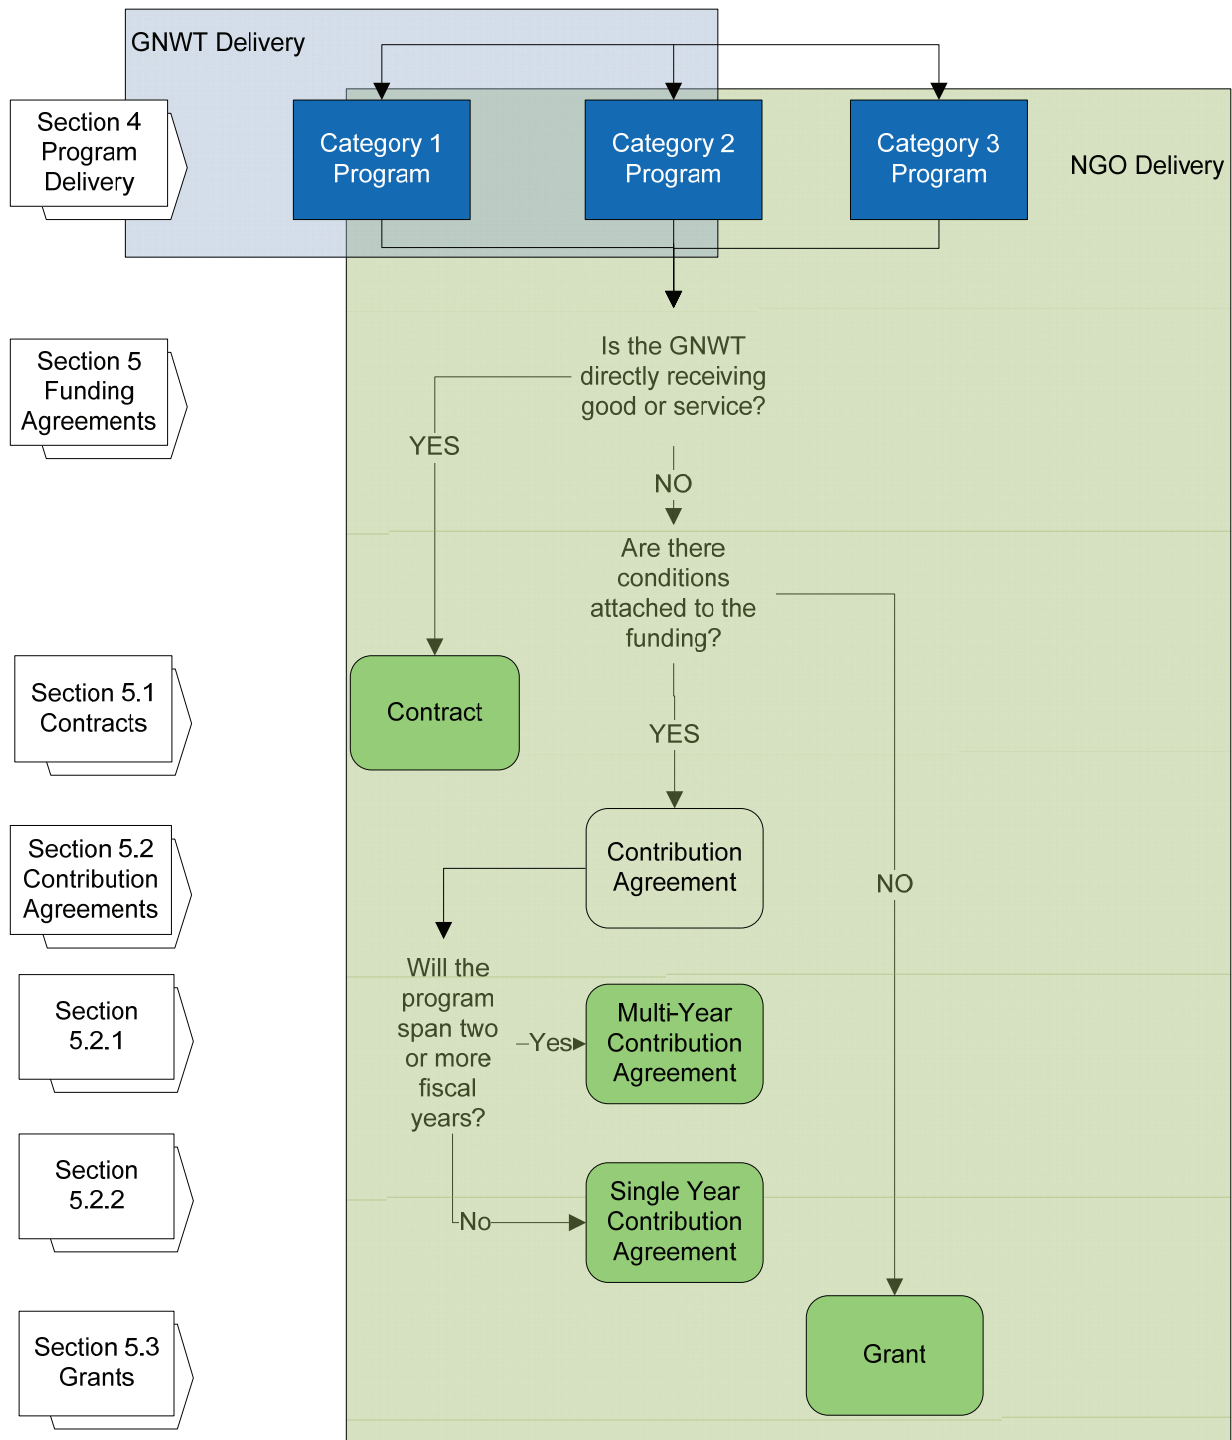 GNWT Delivery
Section 4
Program
Delivery
Category 1
Program
Category 2
Program
Category 3
Program
NGO Delivery
Section 5
Funding
Agreements
Is the GNWT
directly receiving
good or service?
YES
NO
Are there
conditions
attached to the
funding?
Section 5.1
Contracts
Contract
YES
Section 5.2
Contribution
Agreements
Contribution
Agreement
NO
Will the
program
span two
or more
fiscal
years?
Section
5.2.1
Yes
Multi-Year
Contribution
Agreement
Section
5.2.2
No
Single Year
Contribution
Agreement
Section 5.3
Grants
Grant